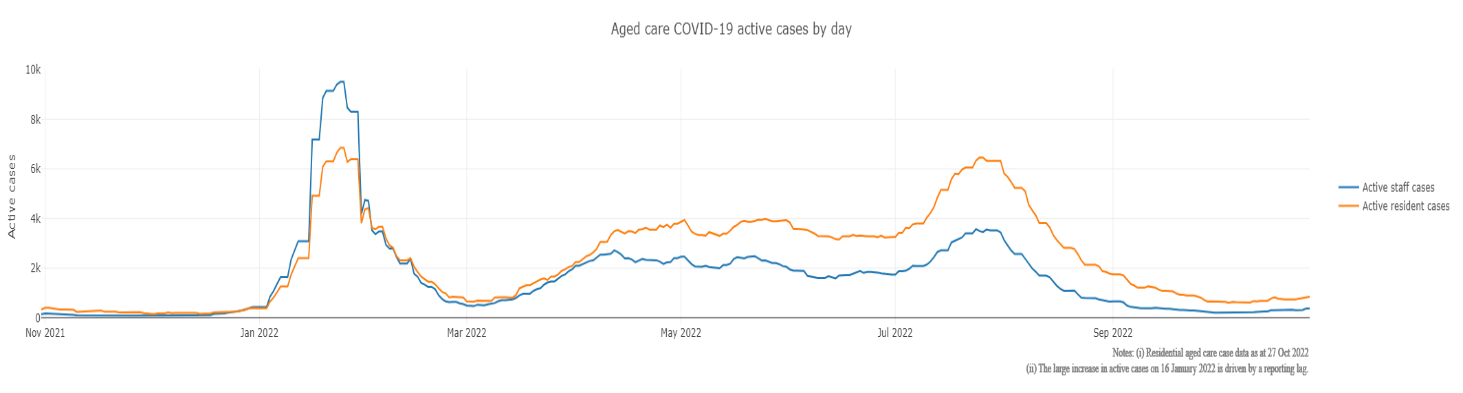 Aged care COVID-19 active cases by day
10k
8k
6k
4k
2k
0
Active cases
Nov 2021
Jan 2022
Mar 2022
May 2022
Jul 2022
Sep 2022
Active staff cases
Active resident cases
Notes: (i) Residential aged care case data as at 27 Oct 2022
(ii) The large increase in active cases on 16 January 2022 is driven by a reporting lag.